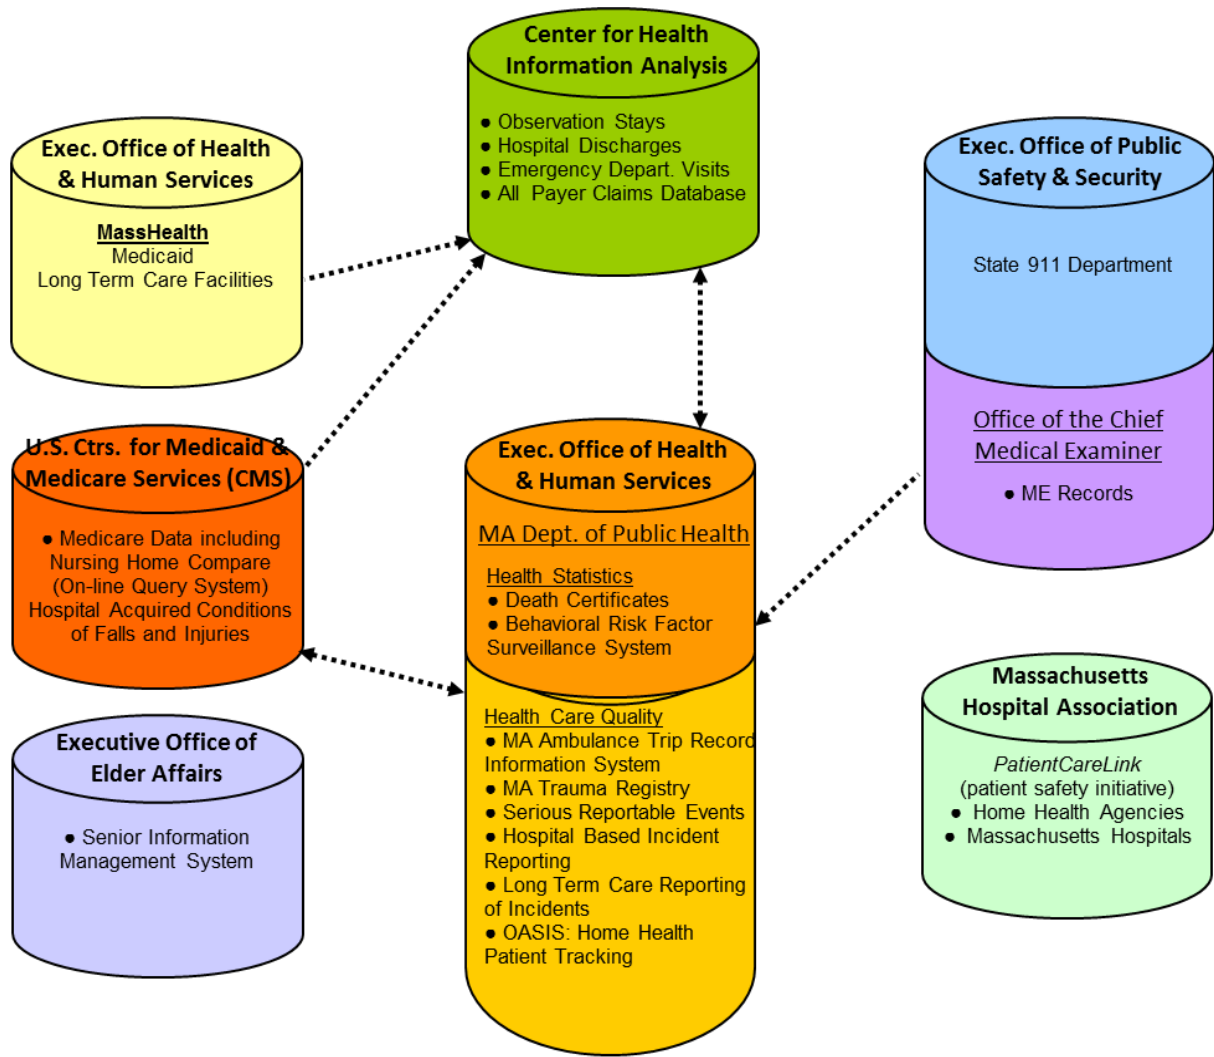 Center for Health
Information Analysis
● Observation Stays
● Hospital Discharges
● Emergency Depart. Visits
● All Payer Claims Database
Exec. Office of Health
& Human Services
MassHealth
Medicaid
Long Term Care Facilities
Exec. Office of Public
Safety & Security
State 911 Department
Office of the Chief
Medical Examiner
● ME Records
U.S. Ctrs. for Medicaid &
Medicare Services (CMS)
● Medicare Data including
Nursing Home Compare
(On-line Query System)
Hospital Acquired Conditions
of Falls and Injuries
Exec. Office of Health
& Human Services
MA Dept. of Public Health
Health Statistics
● Death Certificates
● Behavioral Risk Factor
Surveillance System
Health Care Quality
● MA Ambulance Trip Record
Information System
● MA Trauma Registry
● Serious Reportable Events
● Hospital Based Incident
Reporting
● Long Term Care Reporting
of Incidents
● OASIS: Home Health
Patient Tracking
Massachusetts
Hospital Association
PatientCareLink
(patient safety initiative)
● Home Health Agencies
● Massachusetts Hospitals
Executive Office of
Elder Affairs
● Senior Information
Management System